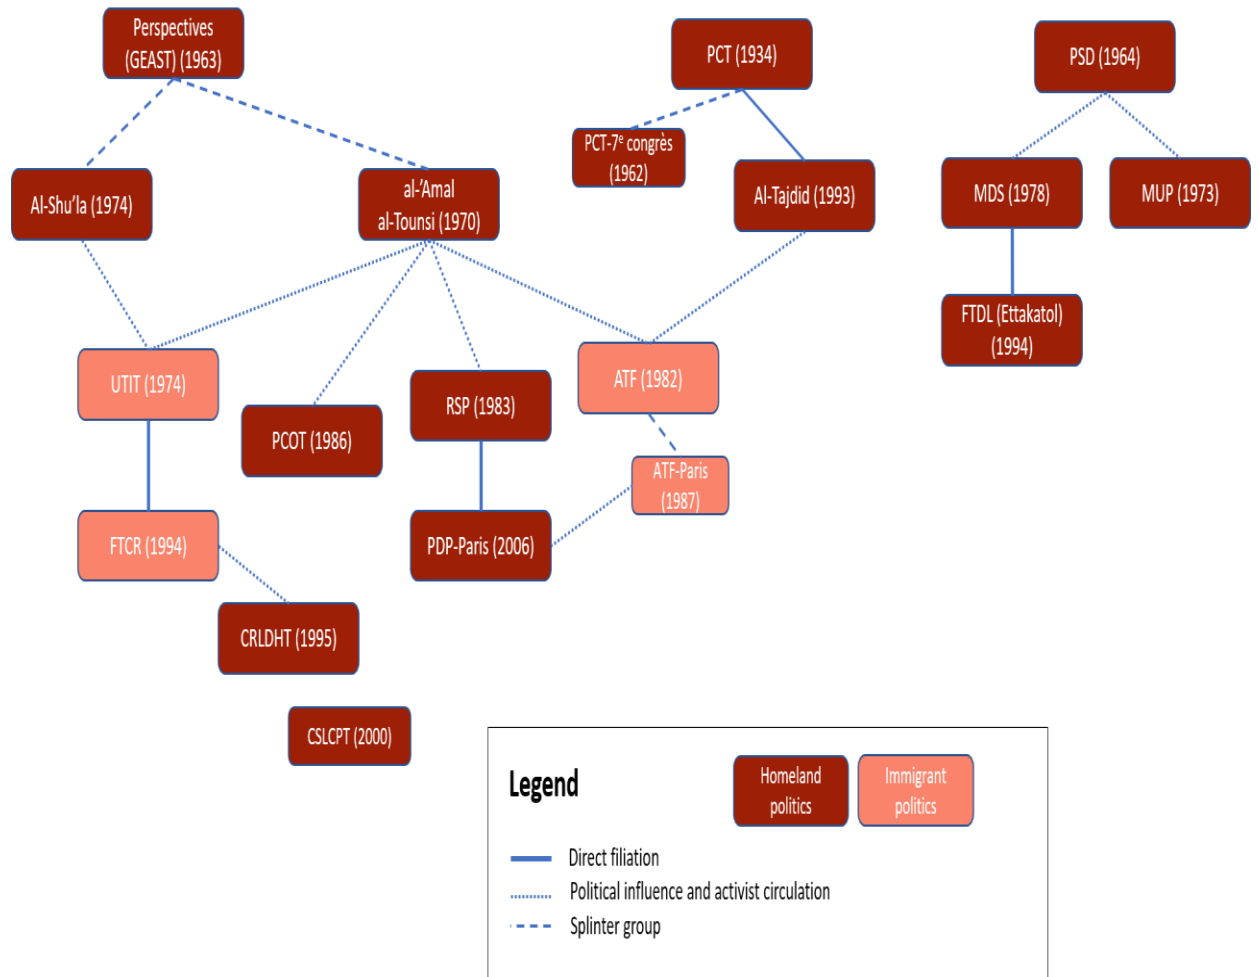 Perspectives
(GEAST) (1963)
PCT (1934)
PSD (1964)
PCT-7e congrès
(1962)
Al-Shu’la (1974)
al-‘Amal
al-Tounsi (1970)
Al-Tajdid (1993)
MDS (1978)
MUP (1973)
FTDL (Ettakatol)
(1994)
UTIT (1974)
ATF (1982)
RSP (1983)
PCOT (1986)
ATF-Paris
(1987)
FTCR (1994)
PDP-Paris (2006)
CRLDHT (1995)
CSLCPT (2000)
Legend
Homeland
politics
Immigrant
politics
Direct filiation
Political influence and activist circulation
Splinter group